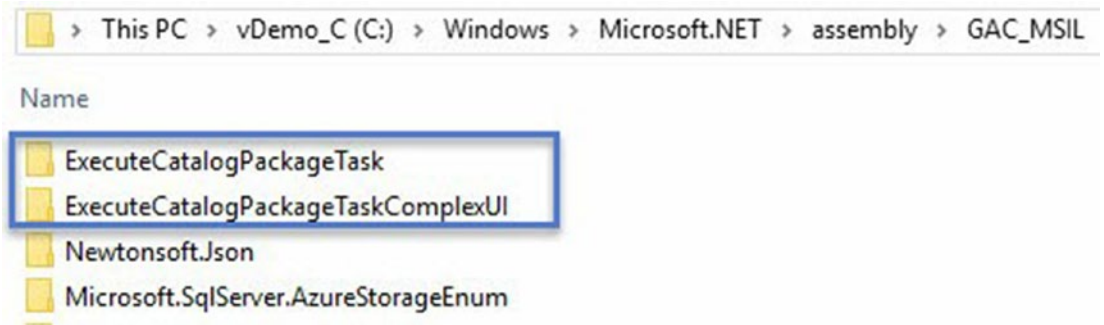 > This PC > vDemo_C (C:) > Windows > Microsoft.NET > assembly > GAC_MSIL
Name
ExecuteCatalogPackageTask
ExecuteCatalogPackageTaskComplexUI
Newtonsoft.Json
Microsoft.SqlServer.AzureStorageEnum